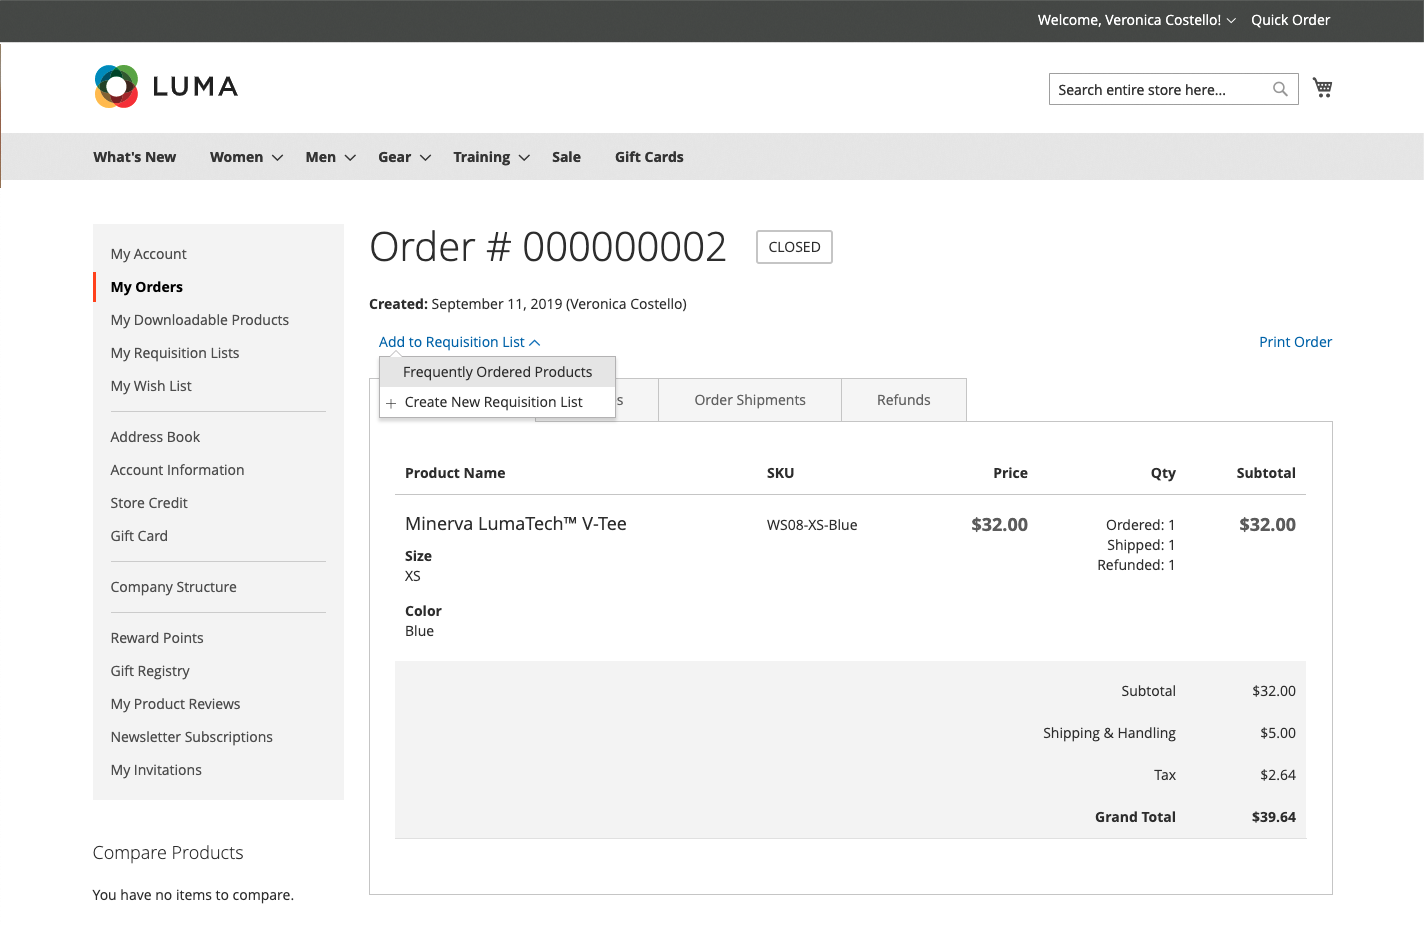 Welcome, Veronica Costello! Quick Order
LUMA
Search entire store here...
What's New Women Men Gear Training Sale Gift Cards
My Account
My Orders
My Downloadable Products
My Requisition Lists
My Wish List
Address Book
Account Information
Store Credit
Gift Card
Company Structure
Reward Points
Gift Registry
My Product Reviews
Newsletter Subscriptions
My Invitations
Compare Products
You have no items to compare.
Order # 000000002 CLOSED
Created: September 11, 2019 (Veronica Costello)
Add to Requisition List Print Order
Frequently Ordered Products
+ Create New Requisition List
Order Shipments Refunds
Product Name SKU Price Qty Subtotal
Minerva LumaTech™ V-Tee WS08-XS-Blue $32.00 Ordered: 1 $32.00
Shipped: 1
Refunded: 1
Size
XS
Color
Blue
Subtotal $32.00
Shipping & Handling $5.00
Tax $2.64
Grand Total $39.64